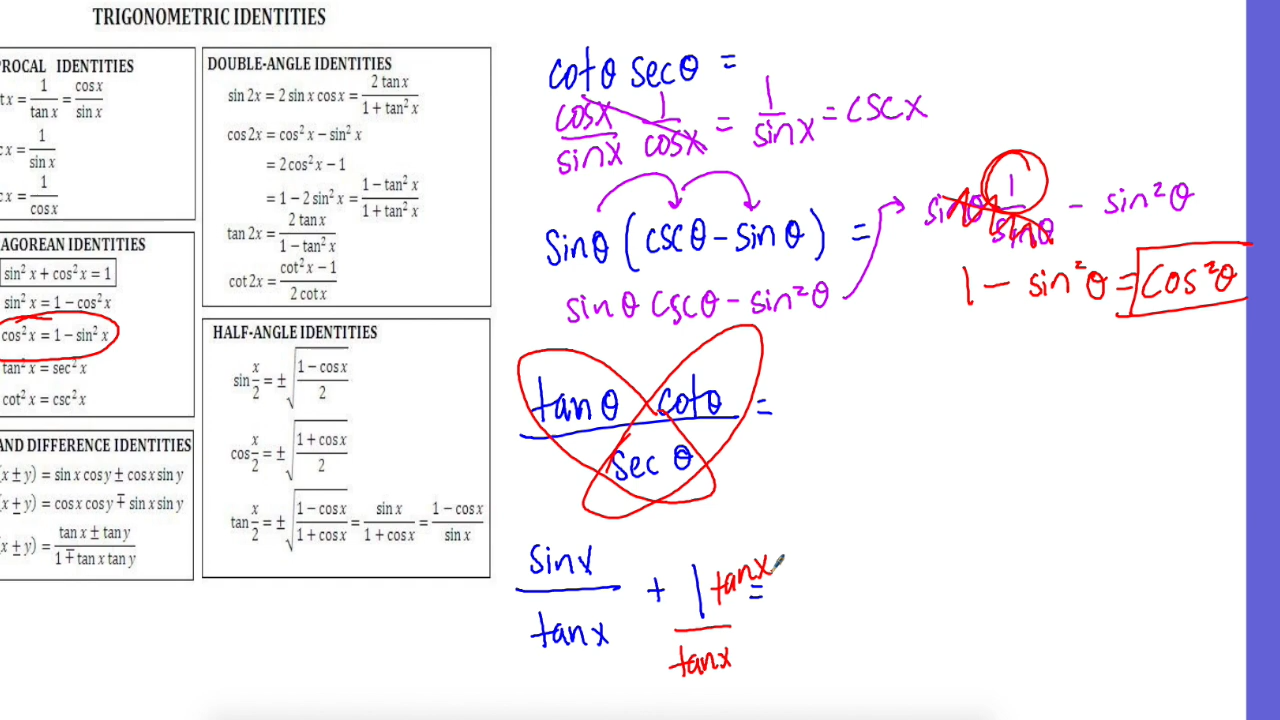 TRIGONOMETRIC IDENTITIES
ROCAL IDENTITIES
tx = 1/tan x = cos x/sin x
cx = 1/sin x
cx = 1/cos x
AGOREAN IDENTITIES
sin² x + cos² x = 1
sin² x = 1 − cos² x
cos² x = 1 − sin² x
tan² x = sec² x
cot² x = csc² x
AND DIFFERENCE IDENTITIES
(x ± y) = sin x cos y ± cos x sin y
(x ± y) = cos x cos y ∓ sin x sin y
(x ± y) = tan x ± tan y / 1 ∓ tan x tan y
DOUBLE-ANGLE IDENTITIES
sin 2x = 2 sin x cos x = 2 tan x / 1 + tan² x
cos 2x = cos² x − sin² x
= 2cos² x − 1
= 1 − 2 sin² x = 1 − tan² x / 1 + tan² x
tan 2x = 2 tan x / 1 − tan² x
cot 2x = cot² x − 1 / 2 cot x
HALF-ANGLE IDENTITIES
sin x/2 = ± √(1 − cos x / 2)
cos x/2 = ± √(1 + cos x / 2)
tan x/2 = ± √(1 − cos x / 1 + cos x) = sin x / 1 + cos x = 1 − cos x / sin x
cotθ secθ =
cosx/sinx 1/cosx = 1/sinx = cscx
sinθ (cscθ − sinθ) =
sinθ cscθ − sin²θ
sinθ 1/sinθ − sin²θ
1 − sin²θ = cos²θ
tanθ cotθ / secθ =
sinx/tanx + 1 tanx/tanx =